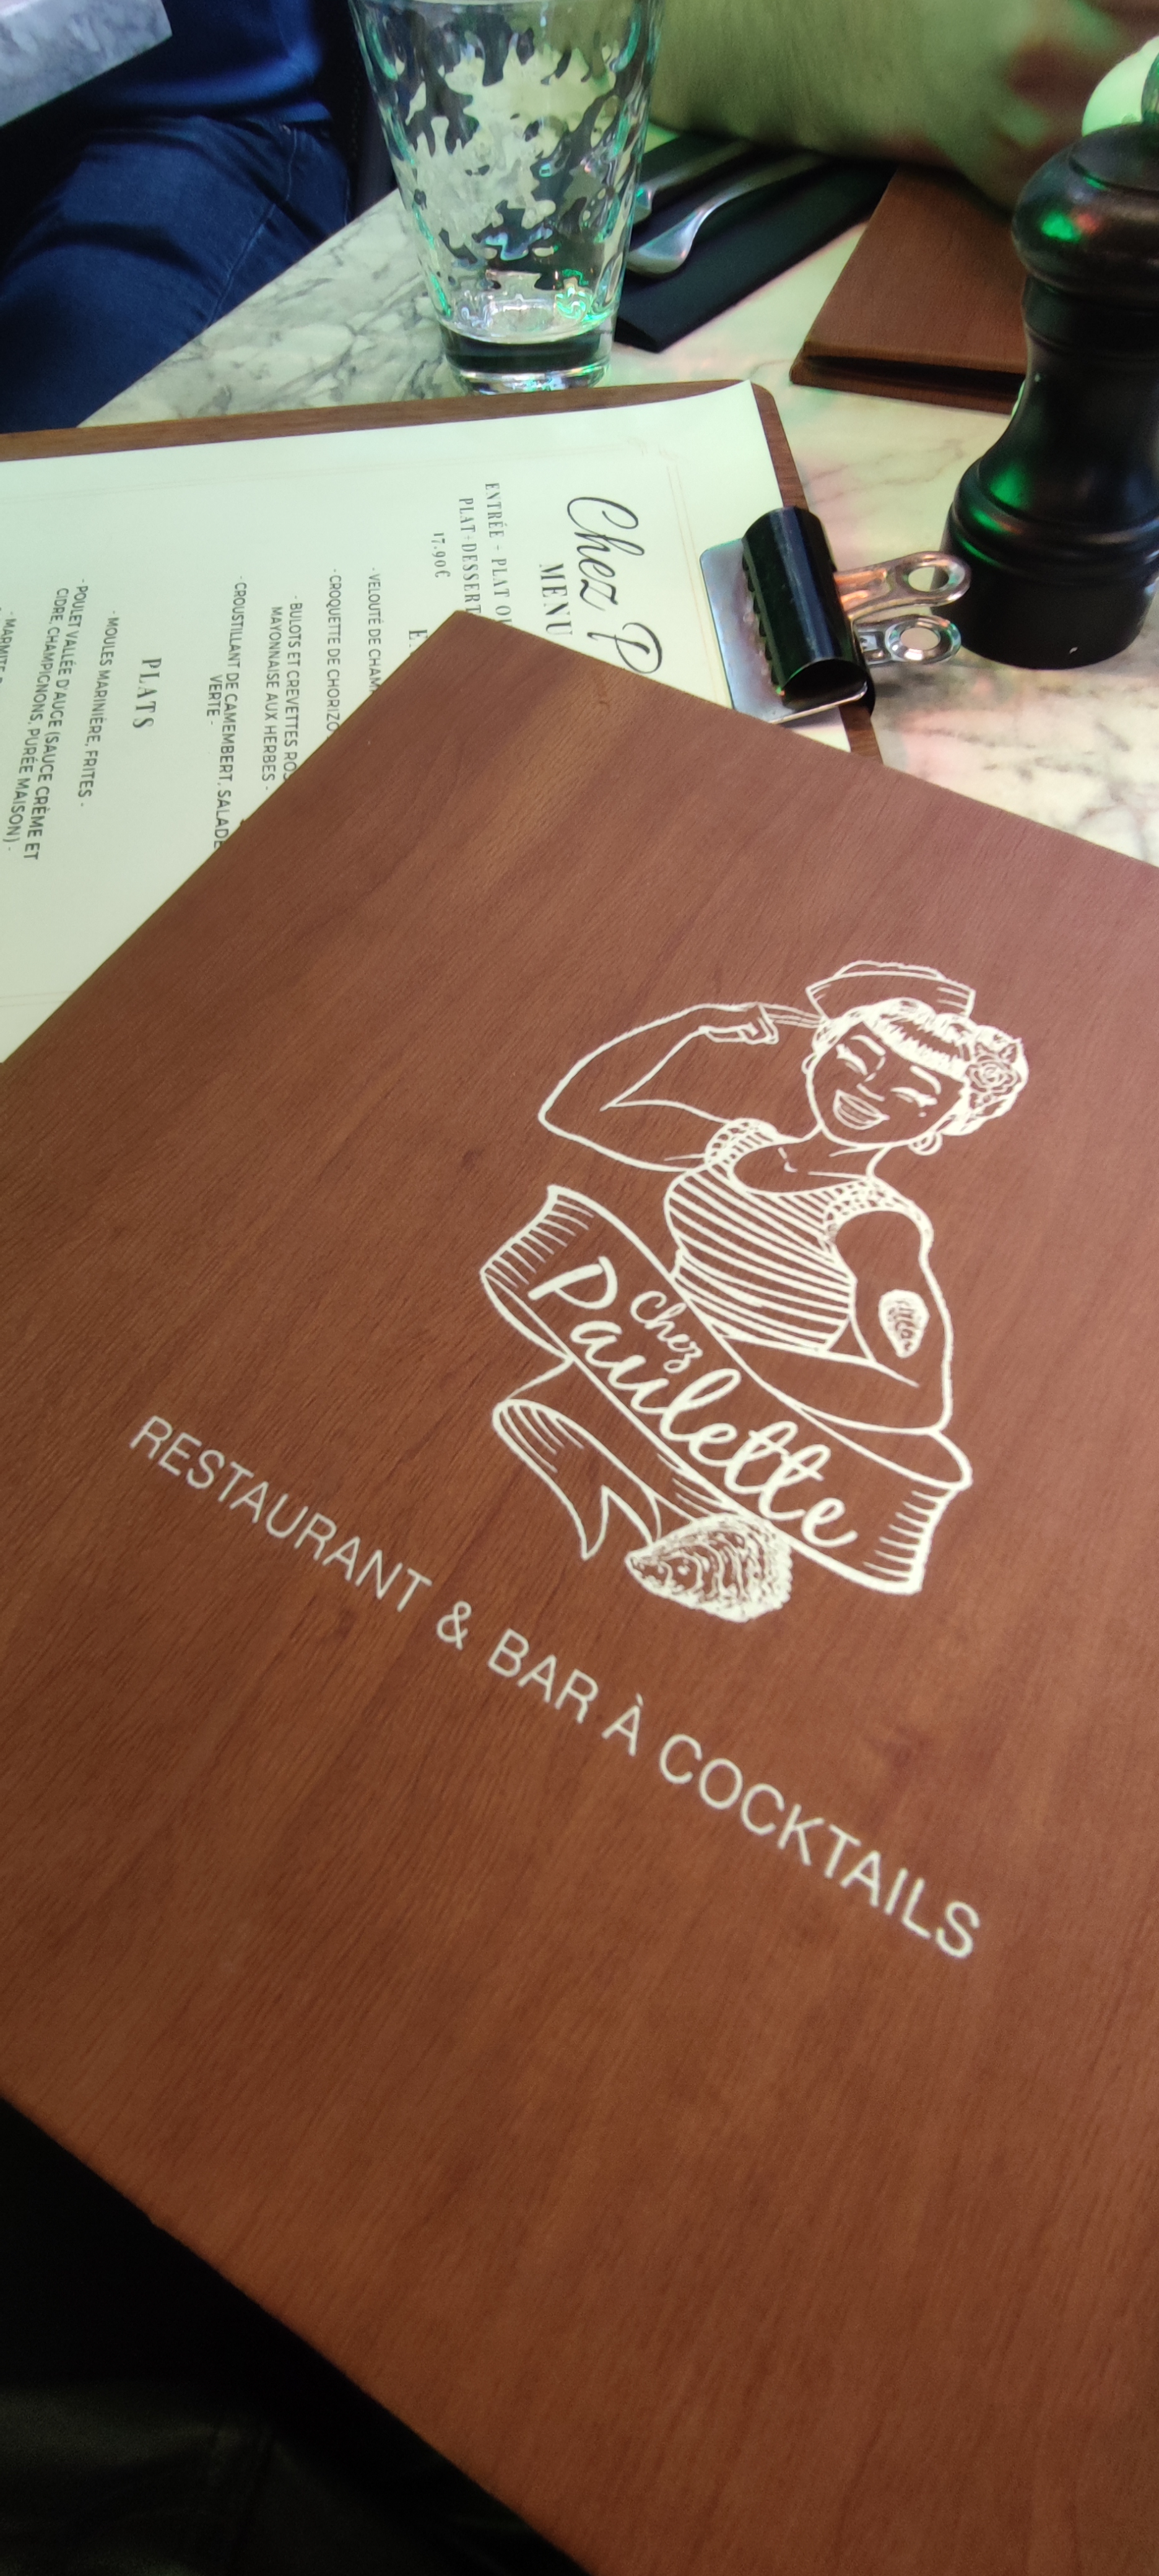 Chez
MENU
ENTRÉE - PLAT OU
PLAT - DESSERT
17.90€
- VELOUTÉ DE
- CROQUETTE DE CHORIZO
- BULOTS ET CREVETTES
MAYONNAISE AUX HERBES -
- CROUSTILLANT DE CAMEMBERT, SALADE
VERTE -
PLATS
- MOULES MARINIÈRE, FRITES -
- POULET VALLÉE D'AUGE (SAUCE CRÈME ET
CIDRE, CHAMPIGNONS, PURÉE MAISON) -
- MARMITE
chez
Paulette
RESTAURANT & BAR À COCKTAILS